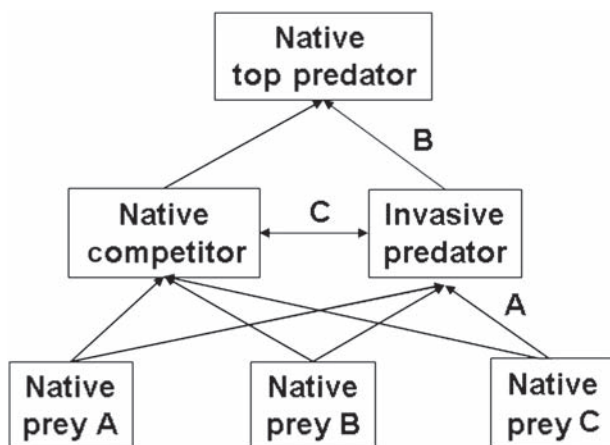 Native
top predator
B
Native
competitor
C
Invasive
predator
A
Native
prey A
Native
prey B
Native
prey C